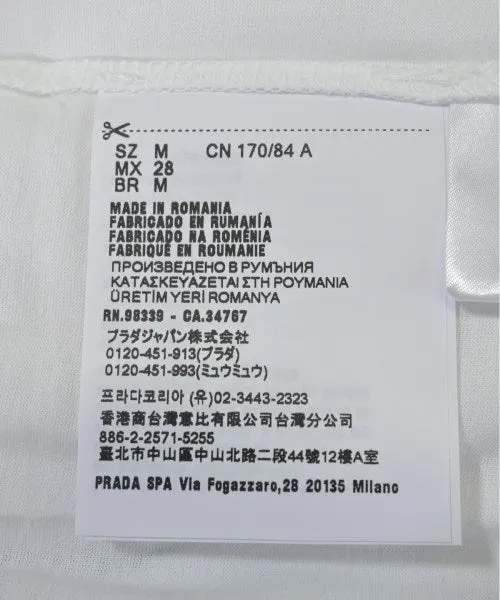 SZ M CN 170/84 A
MX 28
BR M
MADE IN ROMANIA
FABRICADO EN RUMANÍA
FABRICADO NA ROMÉNIA
FABRIQUÉ EN ROUMANIE
ПРОИЗВЕДЕНО В РУМЪНИЯ
ΚΑΤΑΣΚΕΥΑΖΕΤΑΙ ΣΤΗ ΡΟΥΜΑΝΙΑ
ÜRETİM YERİ ROMANYA
RN.98339 - CA.34767
プラダジャパン株式会社
0120-451-913(プラダ)
0120-451-993(ミュウミュウ)
프라다코리아 (유)02-3443-2323
香港商台灣意比有限公司台灣分公司
886-2-2571-5255
臺北市中山區中山北路二段44號12樓A室
PRADA SPA Via Fogazzaro,28 20135 Milano